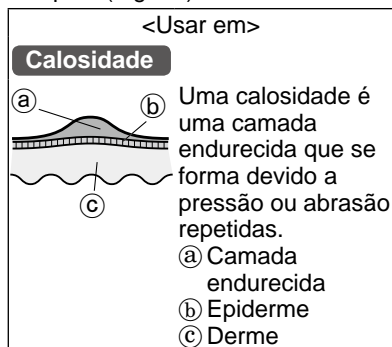 <Usar em>
Calosidade
ⓐ
ⓑ
ⓒ
Uma calosidade é
uma camada
endurecida que se
forma devido a
pressão ou abrasão
repetidas.
ⓐ Camada
endurecida
ⓑ Epiderme
ⓒ Derme